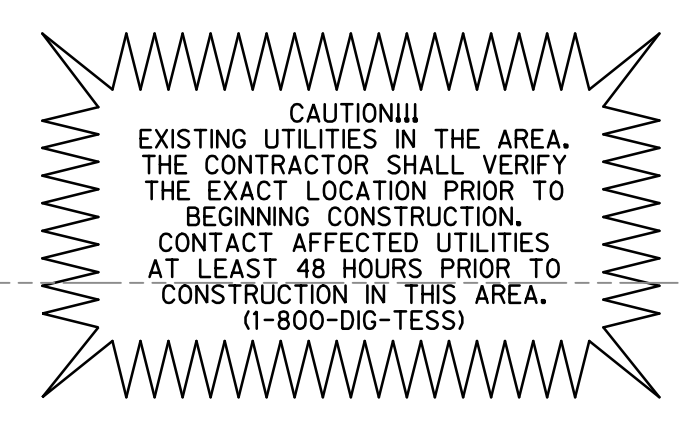 CAUTION!!!
EXISTING UTILITIES IN THE AREA.
THE CONTRACTOR SHALL VERIFY
THE EXACT LOCATION PRIOR TO
BEGINNING CONSTRUCTION.
CONTACT AFFECTED UTILITIES
AT LEAST 48 HOURS PRIOR TO
CONSTRUCTION IN THIS AREA.
(1-800-DIG-TESS)